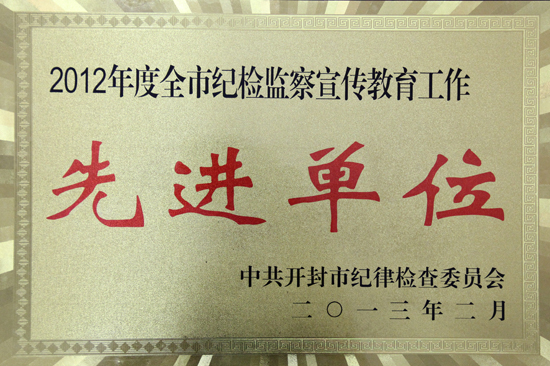 2012年度全市纪检监察宣传教育工作
先进单位
中共开封市纪律检查委员会
二〇一三年二月